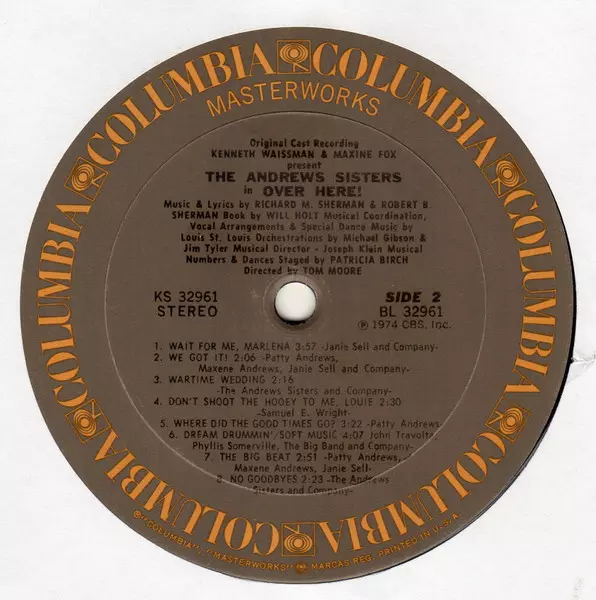 COLUMBIA COLUMBIA COLUMBIA COLUMBIA COLUMBIA COLUMBIA
MASTERWORKS
Original Cast Recording
KENNETH WAISSMAN & MAXINE FOX
present
THE ANDREWS SISTERS
in OVER HERE!
Music & Lyrics by RICHARD M. SHERMAN & ROBERT B.
SHERMAN Book by WILL HOLT Musical Coordination,
Vocal Arrangements & Special Dance Music by
Louis St. Louis Orchestrations by Michael Gibson &
Jim Tyler Musical Director - Joseph Klein Musical
Numbers & Dances Staged by PATRICIA BIRCH
Directed by TOM MOORE
KS 32961
STEREO
SIDE 2
BL 32961
℗ 1974 CBS, Inc.
1. WAIT FOR ME, MARLENA 3:57 -Janie Sell and Company-
2. WE GOT IT! 2:06 -Patty Andrews,
Maxene Andrews, Janie Sell and Company-
3. WARTIME WEDDING 2:16
-The Andrews Sisters and Company-
4. DON'T SHOOT THE HOOEY TO ME, LOUIE 2:30
-Samuel E. Wright-
5. WHERE DID THE GOOD TIMES GO? 3:22 -Patty Andrews-
6. DREAM DRUMMIN'/SOFT MUSIC 4:07 John Travolta,
Phyllis Somerville, The Big Band and Company-
7. THE BIG BEAT 2:51 -Patty Andrews,
Maxene Andrews, Janie Sell-
8. NO GOODBYES 2:23 -The Andrews
Sisters and Company-
®"COLUMBIA", "MASTERWORKS", MARCAS REG. PRINTED IN U.S.A.